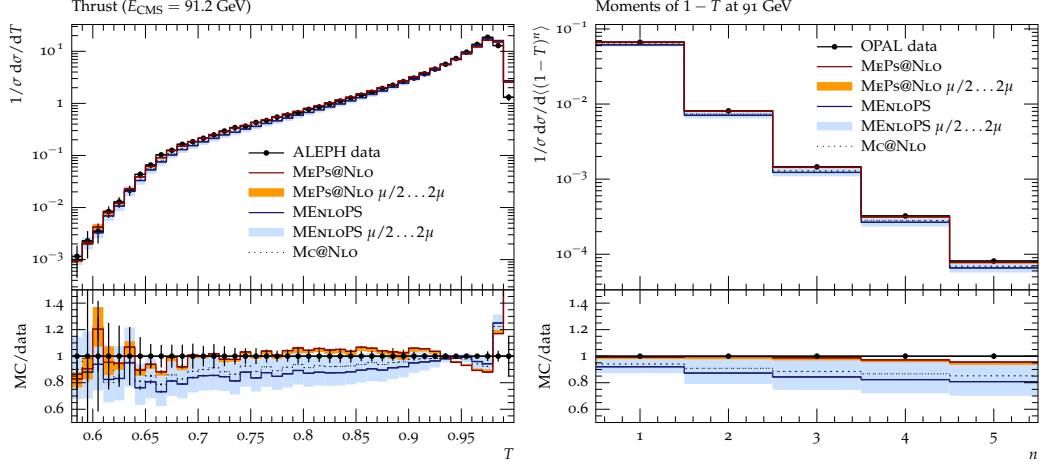 Thrust (E_CMS = 91.2 GeV)
1/σ dσ/dT
10^1
1
10^−1
10^−2
10^−3
ALEPH data
MEPs@NLO
MEPs@NLO μ/2...2μ
MENLOPS
MENLOPS μ/2...2μ
Mc@NLO
MC/data
1.4
1.2
1
0.8
0.6
0.6 0.65 0.7 0.75 0.8 0.85 0.9 0.95
T
Moments of 1 − T at 91 GeV
1/σ dσ/d⟨(1 − T)^n⟩
10^−1
10^−2
10^−3
10^−4
OPAL data
MEPs@NLO
MEPs@NLO μ/2...2μ
MENLOPS
MENLOPS μ/2...2μ
Mc@NLO
MC/data
1.4
1.2
1
0.8
0.6
1 2 3 4 5
n